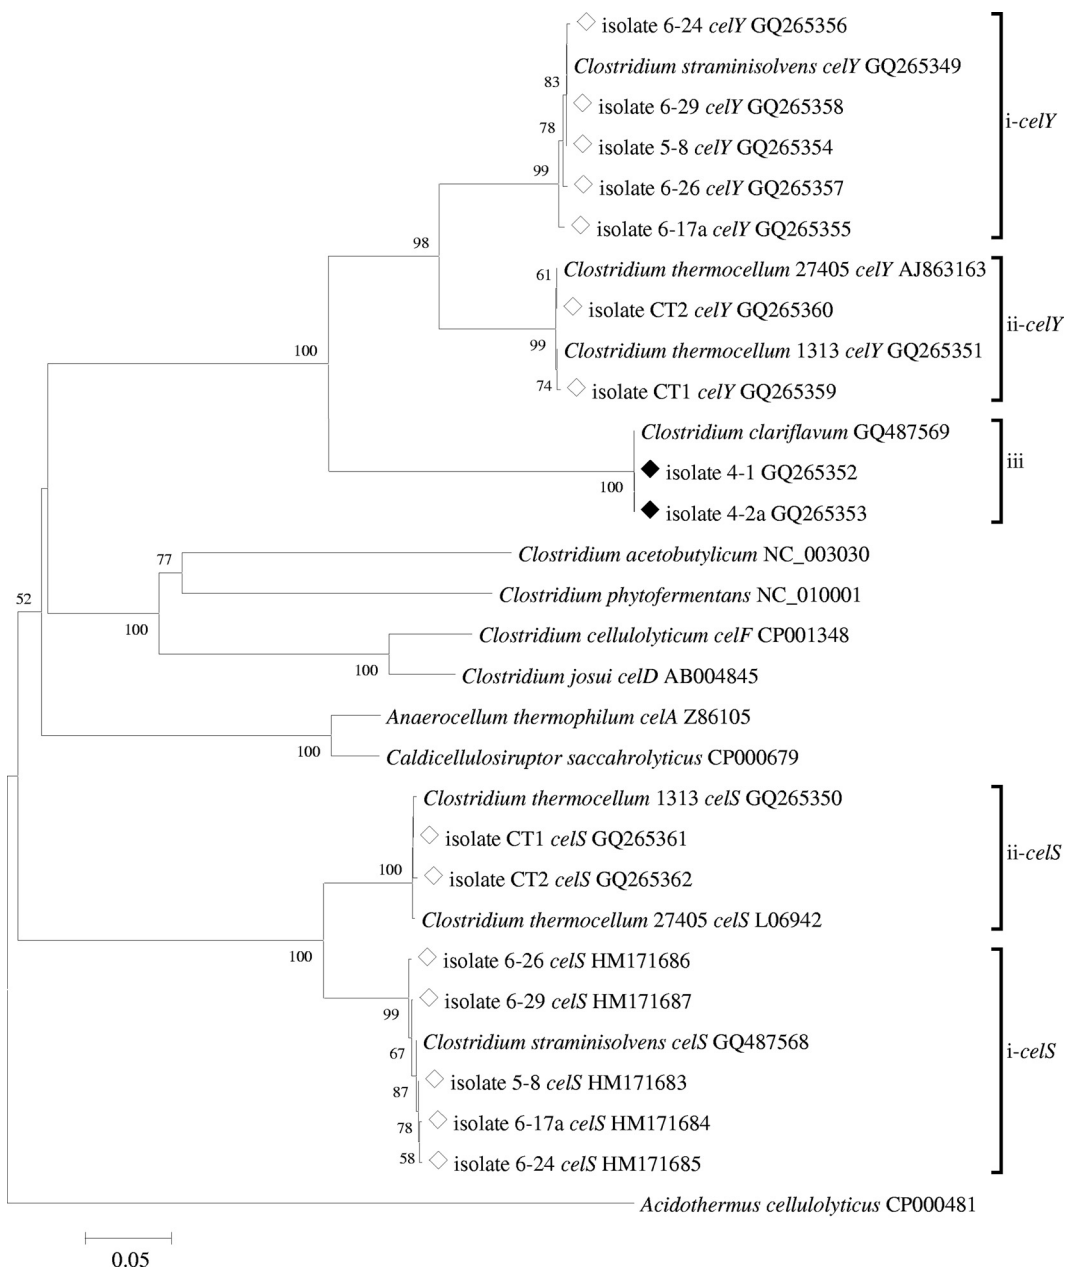 isolate 6-24 celY GQ265356
Clostridium straminisolvens celY GQ265349
83
isolate 6-29 celY GQ265358
i-celY
78
isolate 5-8 celY GQ265354
99
isolate 6-26 celY GQ265357
isolate 6-17a celY GQ265355
98
61
Clostridium thermocellum 27405 celY AJ863163
isolate CT2 celY GQ265360
ii-celY
99
Clostridium thermocellum 1313 celY GQ265351
100
74
isolate CT1 celY GQ265359
Clostridium clariflavum GQ487569
iii
isolate 4-1 GQ265352
100
isolate 4-2a GQ265353
77
Clostridium acetobutylicum NC_003030
Clostridium phytofermentans NC_010001
52
100
Clostridium cellulolyticum celF CP001348
100
Clostridium josui celD AB004845
Anaerocellum thermophilum celA Z86105
100
Caldicellulosiruptor saccahrolyticus CP000679
Clostridium thermocellum 1313 celS GQ265350
isolate CT1 celS GQ265361
ii-celS
100
isolate CT2 celS GQ265362
Clostridium thermocellum 27405 celS L06942
100
isolate 6-26 celS HM171686
isolate 6-29 celS HM171687
99
Clostridium straminisolvens celS GQ487568
i-celS
67
isolate 5-8 celS HM171683
87
isolate 6-17a celS HM171684
78
58
isolate 6-24 celS HM171685
Acidothermus cellulolyticus CP000481
0.05